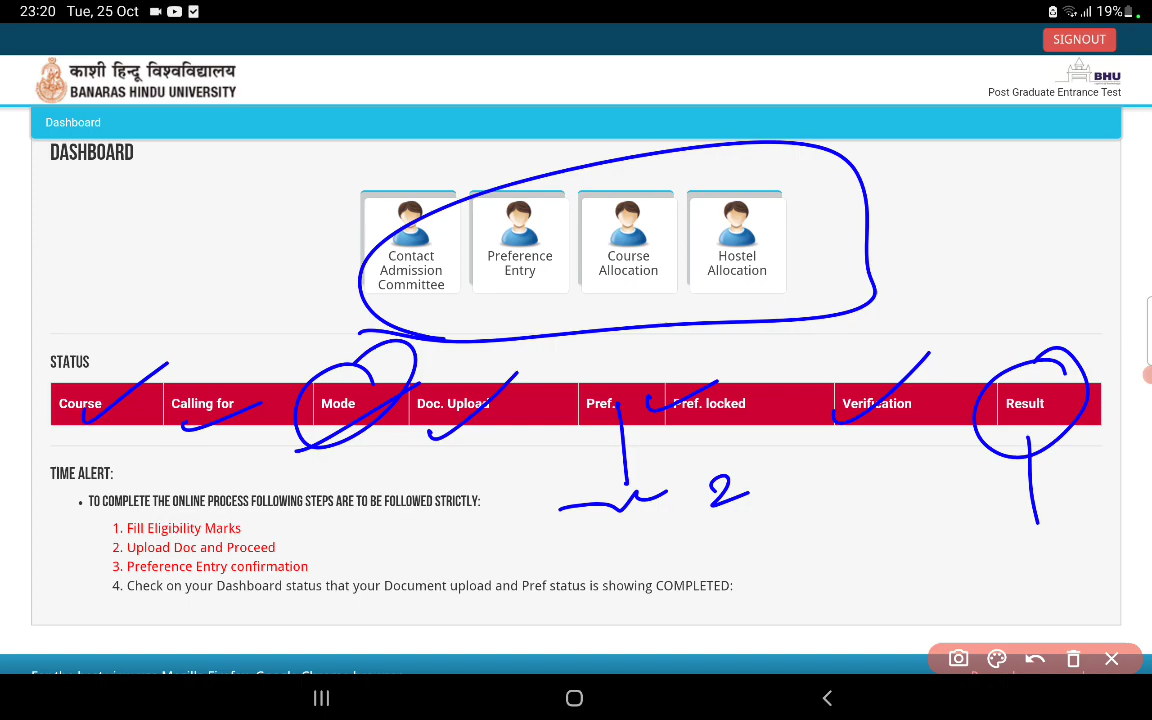 23:20 Tue, 25 Oct
19%
SIGNOUT
काशी हिन्दू विश्वविद्यालय
BANARAS HINDU UNIVERSITY
BHU
Post Graduate Entrance Test
Dashboard
DASHBOARD
Contact Admission Committee
Preference Entry
Course Allocation
Hostel Allocation
STATUS
Course Calling for Mode Doc. Upload Pref. Pref. locked Verification Result
2
TIME ALERT:
• TO COMPLETE THE ONLINE PROCESS FOLLOWING STEPS ARE TO BE FOLLOWED STRICTLY:
1. Fill Eligibility Marks
2. Upload Doc and Proceed
3. Preference Entry confirmation
4. Check on your Dashboard status that your Document upload and Pref status is showing COMPLETED: